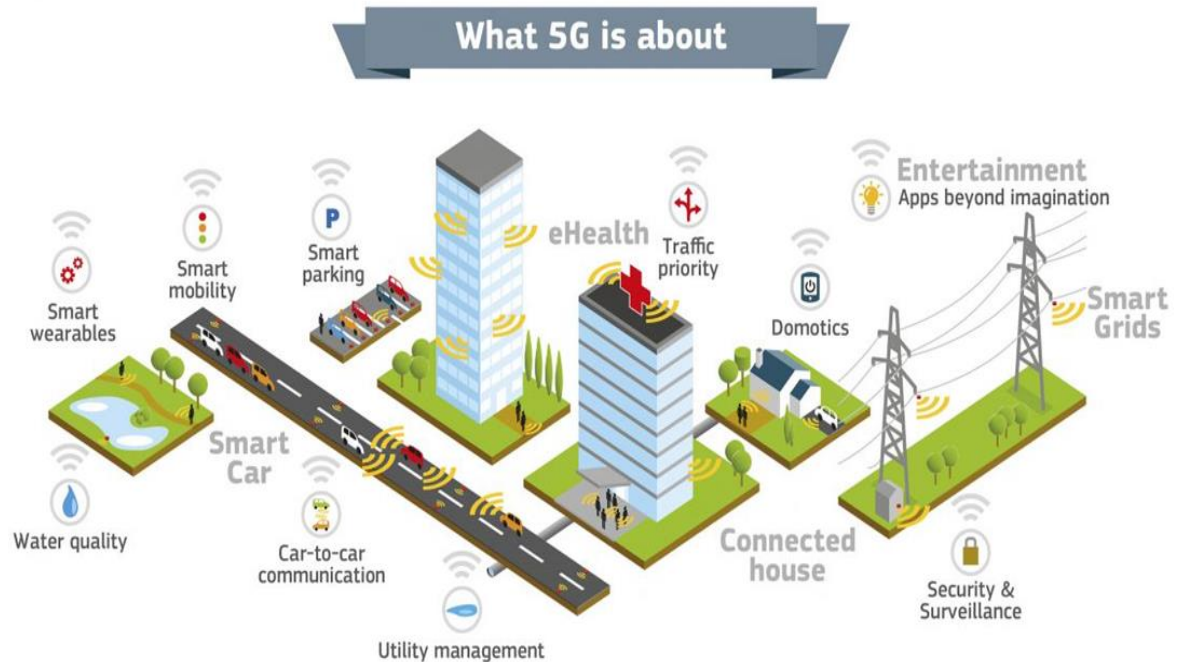 What 5G is about
Entertainment
Apps beyond imagination
eHealth
Traffic
priority
P
Smart
parking
Smart
mobility
Smart
wearables
Domotics
Smart
Grids
Smart
Car
Water quality
Car-to-car
communication
Connected
house
Security &
Surveillance
Utility management